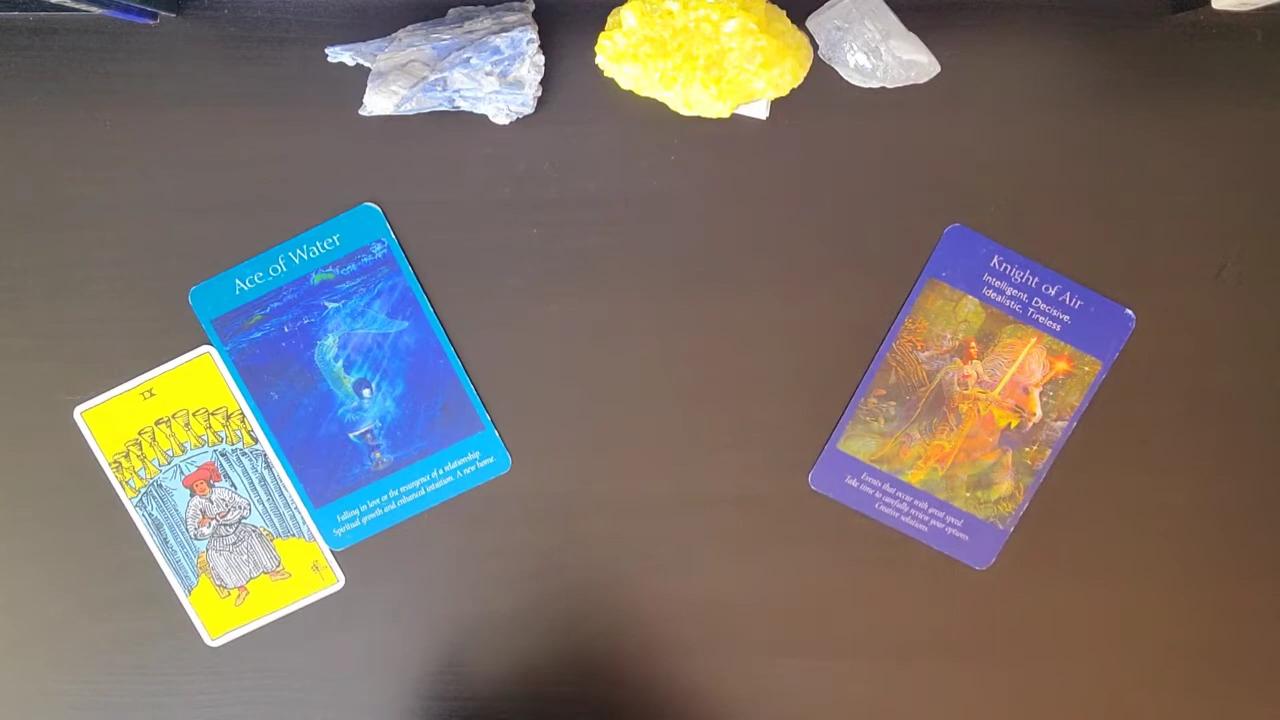 Ace of Water
Falling in love or the resurgence of a relationship.
Spiritual growth and enhanced intuition. A new home.
IX
Knight of Air
Intelligent, Decisive,
Idealistic, Tireless
Events that occur with great speed.
Take time to carefully review your options.
Creative solutions.